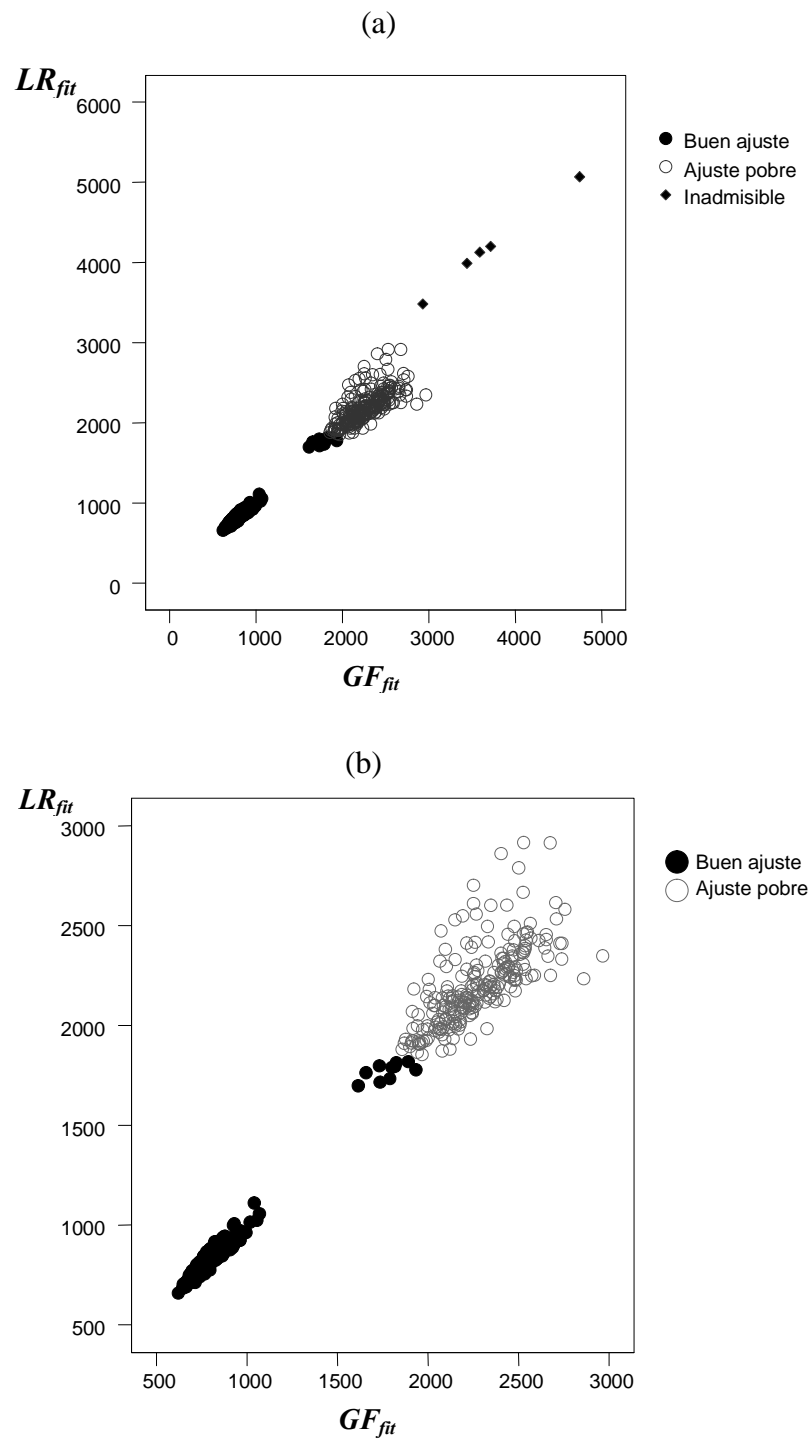 (a)
LRfit
6000
5000
4000
3000
2000
1000
0
Buen ajuste
Ajuste pobre
Inadmisible
0 1000 2000 3000 4000 5000
GFfit
(b)
LRfit
3000
2500
2000
1500
1000
500
Buen ajuste
Ajuste pobre
500 1000 1500 2000 2500 3000
GFfit